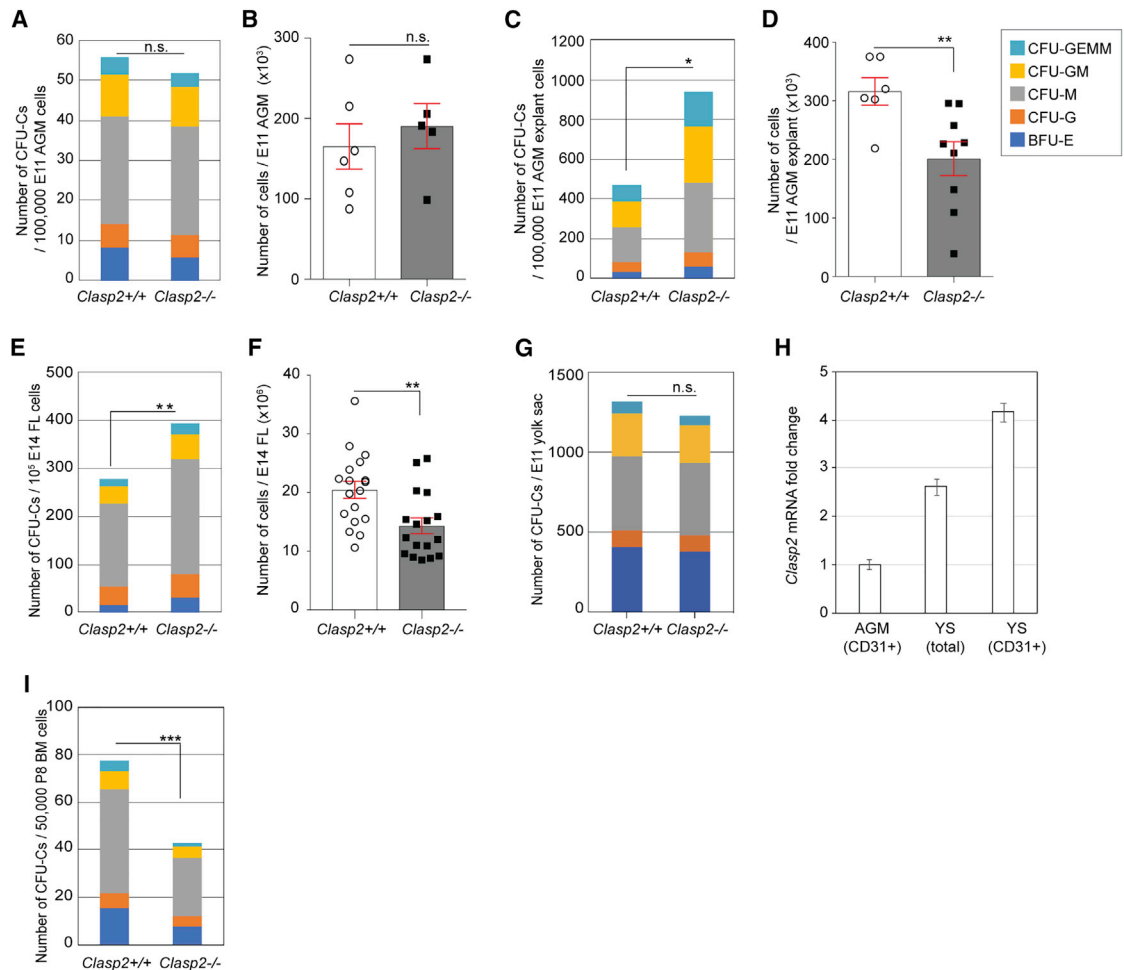 A
Number of CFU-Cs
/ 100,000 E11 AGM cells
60
50
40
30
20
10
0
n.s.
Clasp2+/+ Clasp2-/-
B
Number of cells / E11 AGM (x10³)
300
200
100
0
n.s.
Clasp2+/+ Clasp2-/-
C
Number of CFU-Cs
/ 100,000 E11 AGM explant cells
1200
1000
800
600
400
200
0
*
Clasp2+/+ Clasp2-/-
D
Number of cells
/ E11 AGM explant (x10³)
400
300
200
100
0
**
Clasp2+/+ Clasp2-/-
CFU-GEMM
CFU-GM
CFU-M
CFU-G
BFU-E
E
Number of CFU-Cs / 10⁵ E14 FL cells
500
400
300
200
100
0
**
Clasp2+/+ Clasp2-/-
F
Number of cells / E14 FL (x10⁶)
40
30
20
10
0
**
Clasp2+/+ Clasp2-/-
G
Number of CFU-Cs / E11 yolk sac
1500
1000
500
0
n.s.
Clasp2+/+ Clasp2-/-
H
Clasp2 mRNA fold change
5
4
3
2
1
0
AGM
(CD31+)
YS
(total)
YS
(CD31+)
I
Number of CFU-Cs / 50,000 P8 BM cells
100
80
60
40
20
0
***
Clasp2+/+ Clasp2-/-